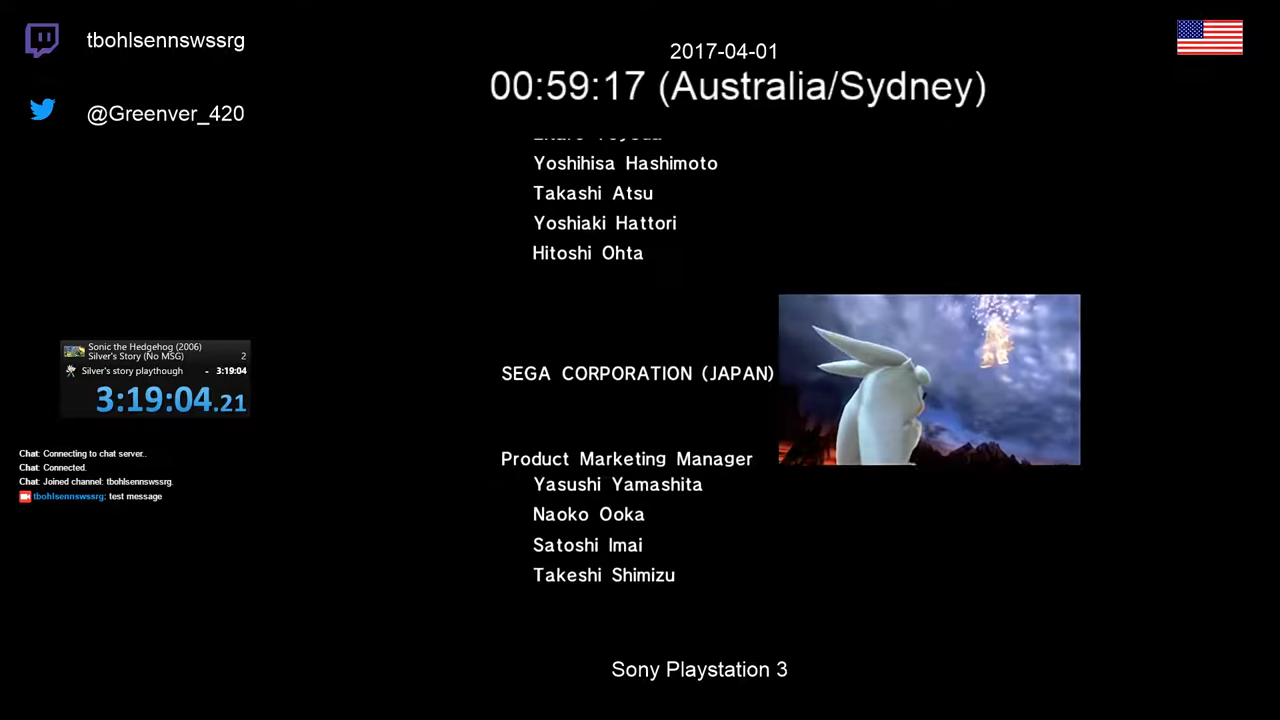 tbohlsennswssrg
@Greenver_420
2017-04-01
00:59:17 (Australia/Sydney)
Yoshihisa Hashimoto
Takashi Atsu
Yoshiaki Hattori
Hitoshi Ohta
SEGA CORPORATION (JAPAN)
Product Marketing Manager
Yasushi Yamashita
Naoko Ooka
Satoshi Imai
Takeshi Shimizu
Sonic the Hedgehog (2006)
Silver's Story (No MSG) 2
Silver's story playthough - 3:19:04
3:19:04.21
Chat: Connecting to chat server..
Chat: Connected.
Chat: Joined channel: tbohlsennswssrg.
tbohlsennswssrg: test message
Sony Playstation 3